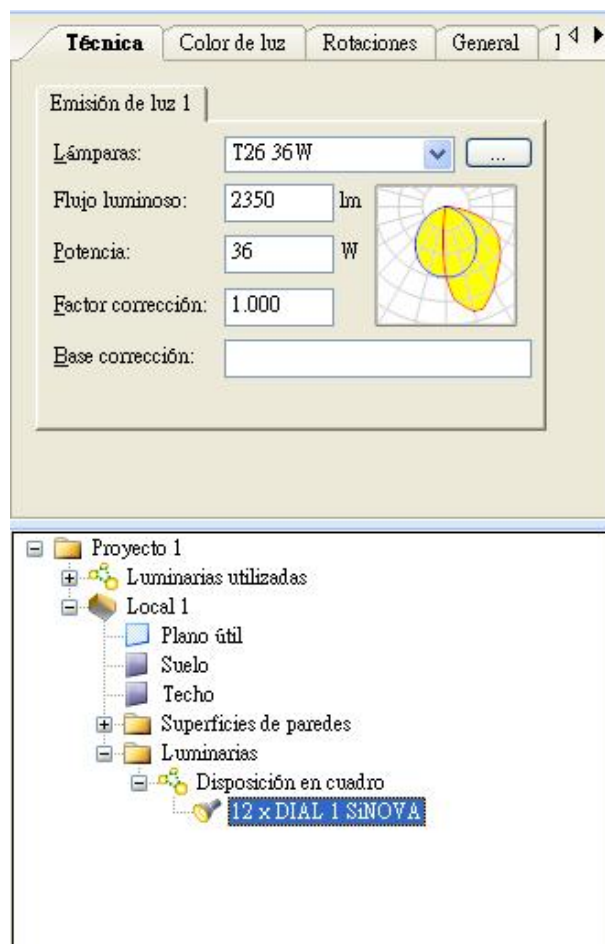 Técnica Color de luz Rotaciones General
Emisión de luz 1
Lámparas: T26 36W ...
Flujo luminoso: 2350 lm
Potencia: 36 W
Factor corrección: 1.000
Base corrección:
Proyecto 1
Luminarias utilizadas
Local 1
Plano útil
Suelo
Techo
Superficies de paredes
Luminarias
Disposición en cuadro
12 x DIAL 1 SiNOVA